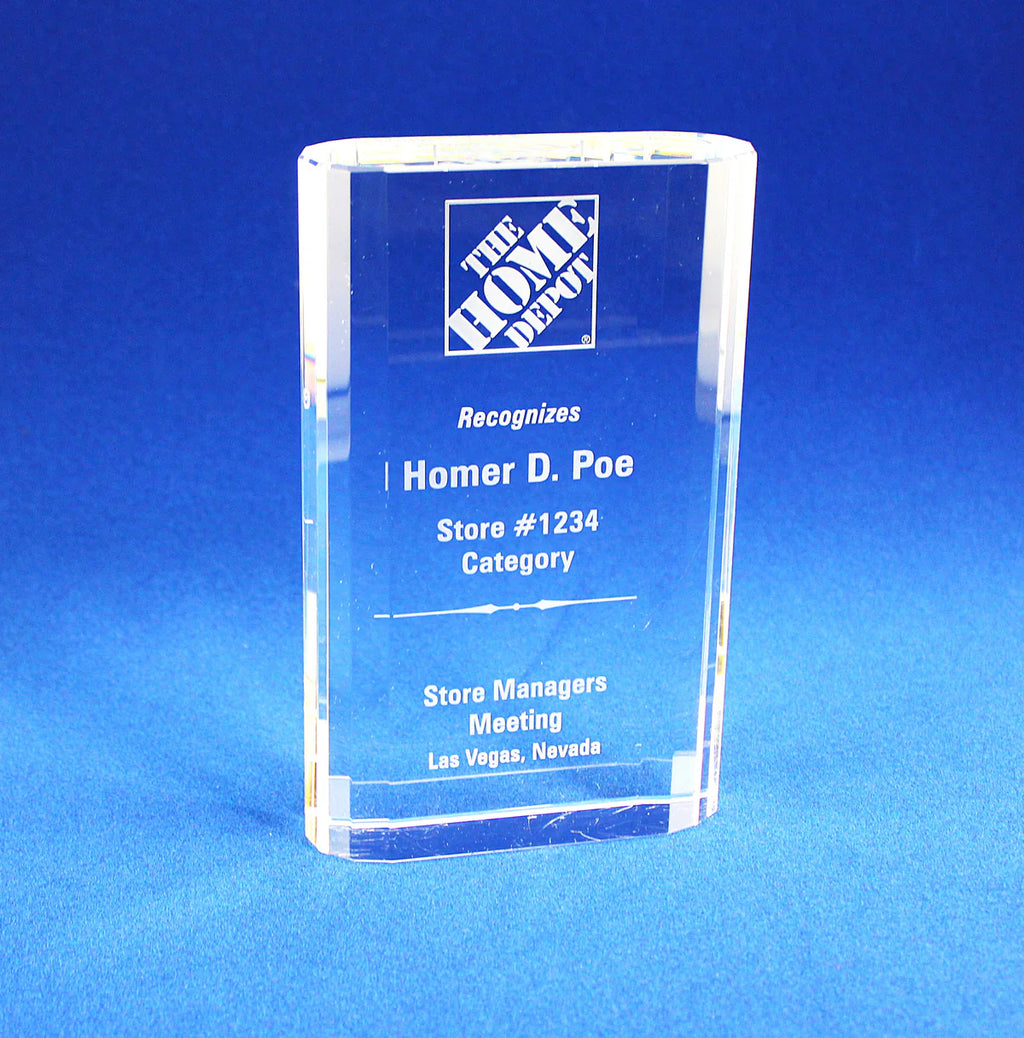 THE
HOME
DEPOT
®
Recognizes
Homer D. Poe
Store #1234
Category
Store Managers
Meeting
Las Vegas, Nevada